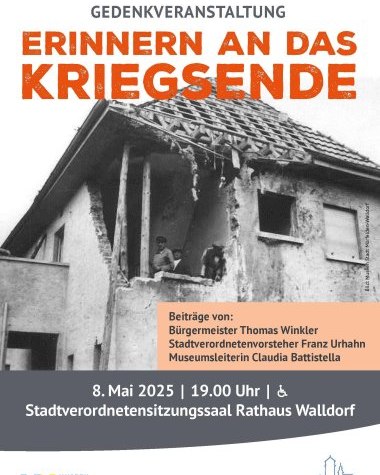 GEDENKVERANSTALTUNG
ERINNERN AN DAS
KRIEGSENDE
Beiträge von:
Bürgermeister Thomas Winkler
Stadtverordnetenvorsteher Franz Urhahn
Museumsleiterin Claudia Battistella
8. Mai 2025 | 19.00 Uhr |
Stadtverordnetensitzungssaal Rathaus Walldorf